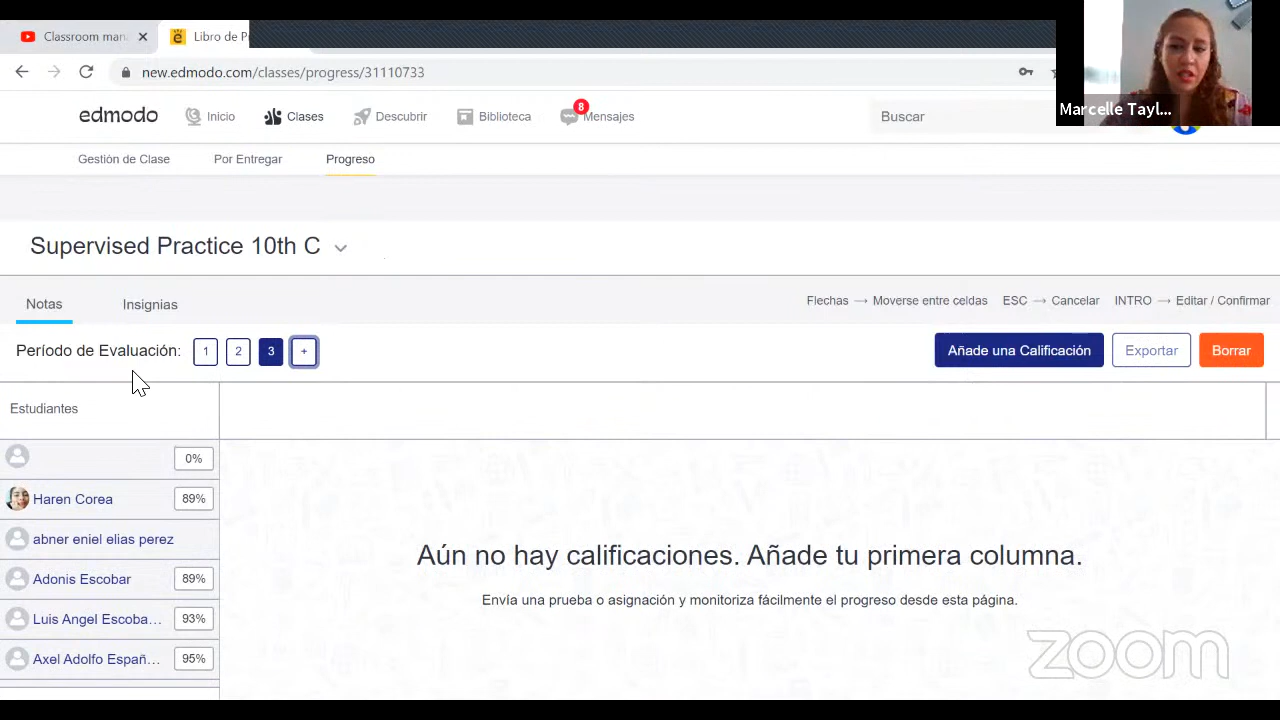 Classroom man
Libro de P
new.edmodo.com/classes/progress/31110733
Marcelle Tayl...
edmodo
Inicio
Clases
Descubrir
Biblioteca
8
Mensajes
Buscar
Gestión de Clase
Por Entregar
Progreso
Supervised Practice 10th C
Notas
Insignias
Flechas → Moverse entre celdas
ESC → Cancelar
INTRO → Editar / Confirmar
Período de Evaluación:
1
2
3
+
Añade una Calificación
Exportar
Borrar
Estudiantes
0%
Haren Corea
89%
abner eniel elias perez
Adonis Escobar
89%
Luis Angel Escoba...
93%
Axel Adolfo Españ...
95%
Aún no hay calificaciones. Añade tu primera columna.
Envía una prueba o asignación y monitoriza fácilmente el progreso desde esta página.
zoom